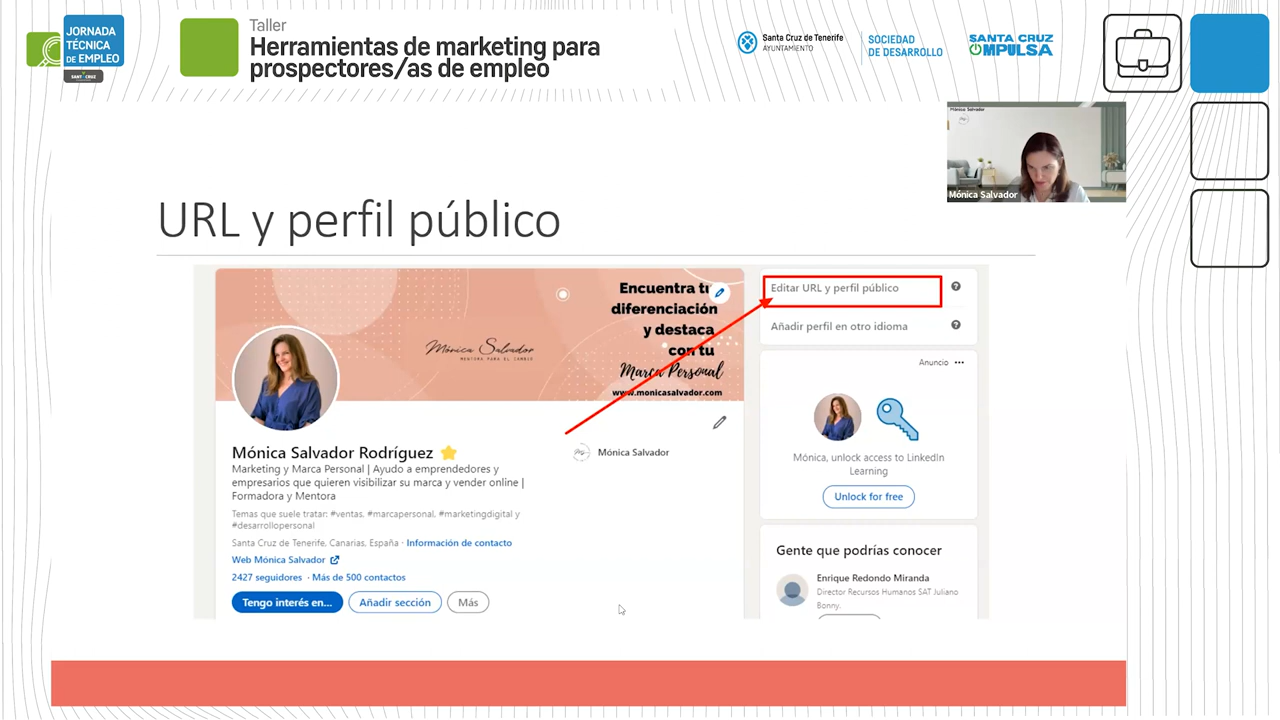 JORNADA
TÉCNICA
DE EMPLEO
Taller
Herramientas de marketing para
prospectores/as de empleo
Santa Cruz de Tenerife
AYUNTAMIENTO
SOCIEDAD
DE DESARROLLO
SANTA CRUZ
IMPULSA
Mónica Salvador
Mónica Salvador
URL y perfil público
Encuentra tu
diferenciación
y destaca
con tu
Marca Personal
www.monicasalvador.com
Mónica Salvador
MENTORA PARA EL CAMBIO
Mónica Salvador Rodríguez
Mónica Salvador
Marketing y Marca Personal | Ayudo a emprendedores y
empresarios que quieren visibilizar su marca y vender online |
Formadora y Mentora
Temas que suele tratar: #ventas, #marcapersonal, #marketingdigital y
#desarrollopersonal
Santa Cruz de Tenerife, Canarias, España · Información de contacto
Web Mónica Salvador
2427 seguidores · Más de 500 contactos
Tengo interés en... Añadir sección Más
Editar URL y perfil público
Añadir perfil en otro idioma
Anuncio ···
Mónica, unlock access to LinkedIn
Learning
Unlock for free
Gente que podrías conocer
Enrique Redondo Miranda
Director Recursos Humanos SAT Juliano
Bonny.